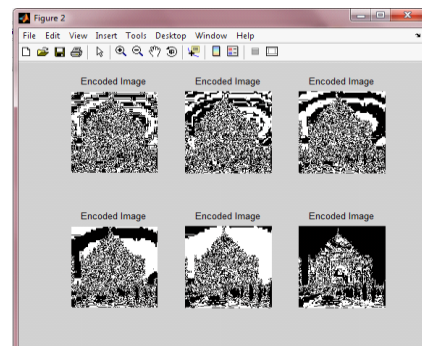 Figure 2
File Edit View Insert Tools Desktop Window Help
Encoded Image Encoded Image Encoded Image
Encoded Image Encoded Image Encoded Image